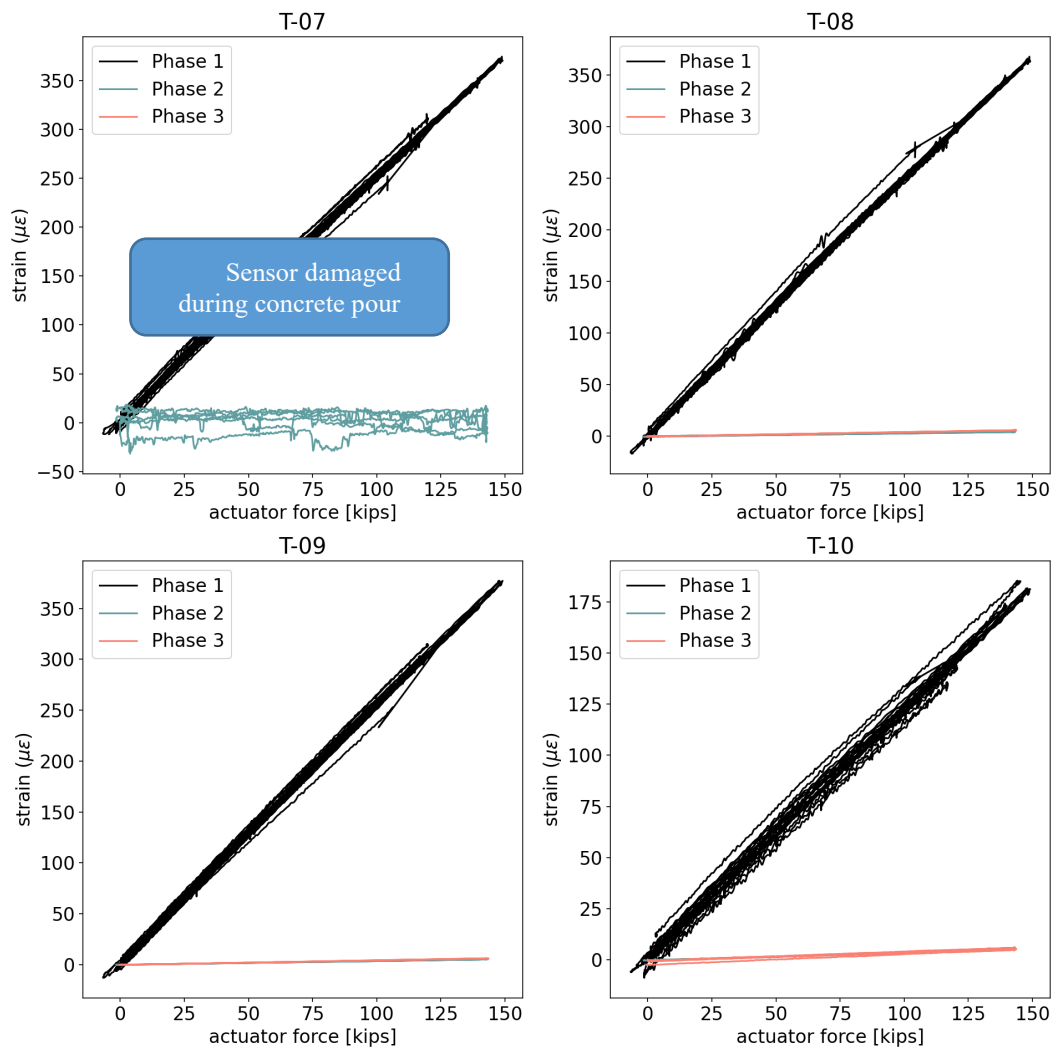 T-07
Phase 1
Phase 2
Phase 3
350
300
250
200
150
100
50
0
−50
strain (με)
Sensor damaged
during concrete pour
0 25 50 75 100 125 150
actuator force [kips]
T-08
Phase 1
Phase 2
Phase 3
350
300
250
200
150
100
50
0
strain (με)
0 25 50 75 100 125 150
actuator force [kips]
T-09
Phase 1
Phase 2
Phase 3
350
300
250
200
150
100
50
0
strain (με)
0 25 50 75 100 125 150
actuator force [kips]
T-10
Phase 1
Phase 2
Phase 3
175
150
125
100
75
50
25
0
strain (με)
0 25 50 75 100 125 150
actuator force [kips]